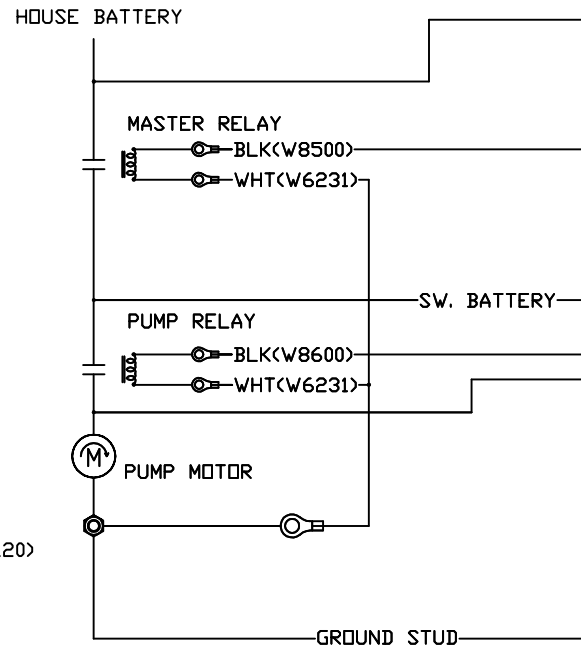 HOUSE BATTERY
MASTER RELAY
BLK(W8500)
WHT(W6231)
SW. BATTERY
PUMP RELAY
BLK(W8600)
WHT(W6231)
M
PUMP MOTOR
20)
GROUND STUD